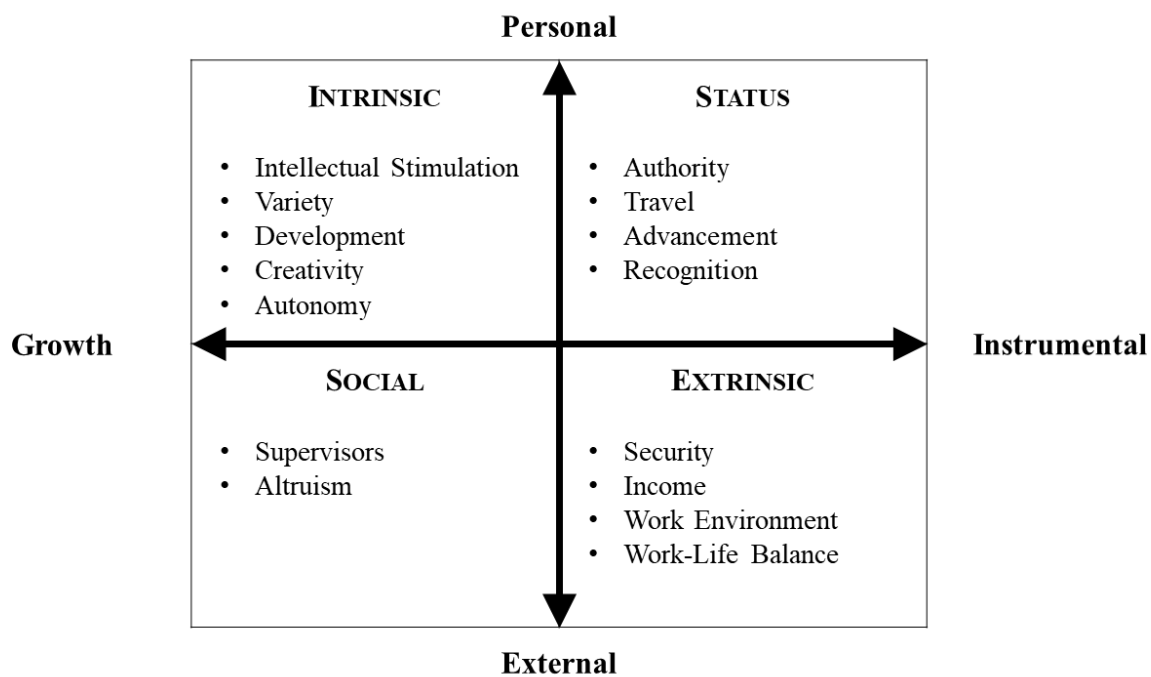 Personal
INTRINSIC
• Intellectual Stimulation
• Variety
• Development
• Creativity
• Autonomy
STATUS
• Authority
• Travel
• Advancement
• Recognition
Growth
Instrumental
SOCIAL
• Supervisors
• Altruism
EXTRINSIC
• Security
• Income
• Work Environment
• Work-Life Balance
External